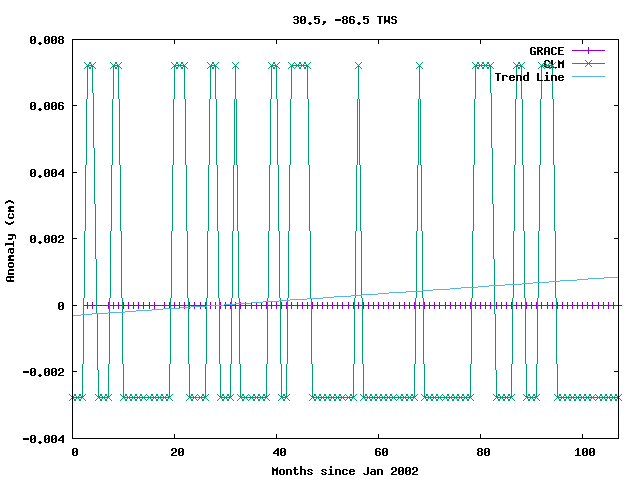 30.5, -86.5 TWS
0.008
0.006
0.004
0.002
0
-0.002
-0.004
Anomaly (cm)
GRACE
CLM
Trend Line
0 20 40 60 80 100
Months since Jan 2002